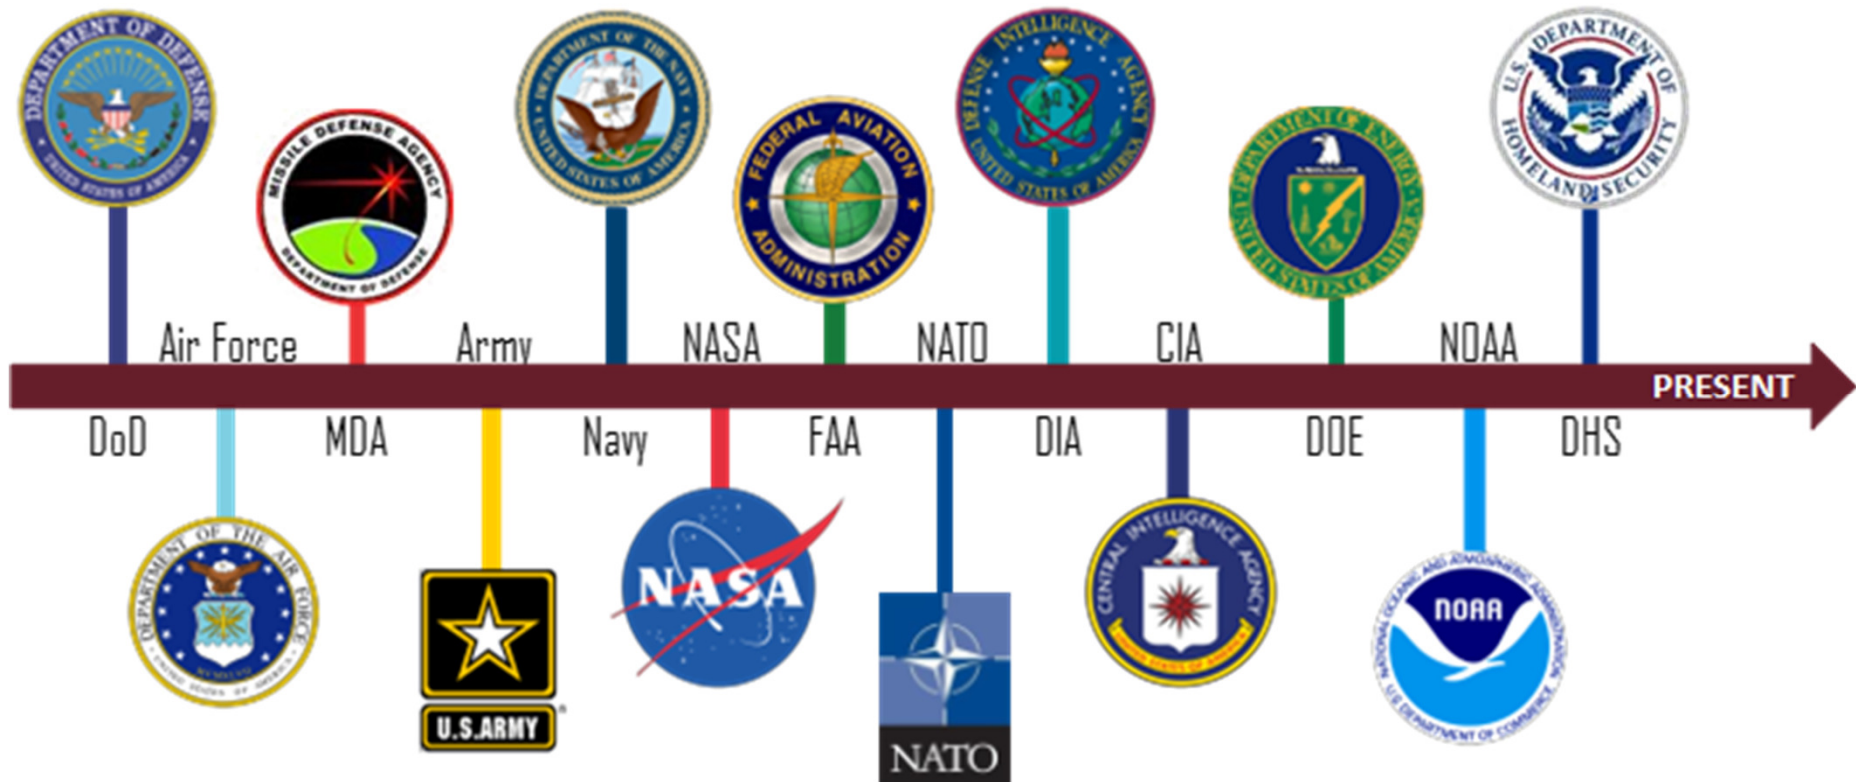 DEPARTMENT OF DEFENSE
UNITED STATES OF AMERICA
MISSILE DEFENSE AGENCY
DEPARTMENT OF DEFENSE
DEPARTMENT OF THE NAVY
UNITED STATES OF AMERICA
FEDERAL AVIATION
ADMINISTRATION
DEFENSE INTELLIGENCE AGENCY
UNITED STATES OF AMERICA
DEPARTMENT OF ENERGY
UNITED STATES OF AMERICA
U.S. DEPARTMENT OF
HOMELAND SECURITY
Air Force
Army
NASA
NATO
CIA
NOAA
PRESENT
DoD
MDA
Navy
FAA
DIA
DOE
DHS
DEPARTMENT OF THE AIR FORCE
UNITED STATES OF AMERICA
U.S.ARMY
NASA
NATO
CENTRAL INTELLIGENCE AGENCY
UNITED STATES OF AMERICA
NATIONAL OCEANIC AND ATMOSPHERIC ADMINISTRATION
NOAA
U.S. DEPARTMENT OF COMMERCE